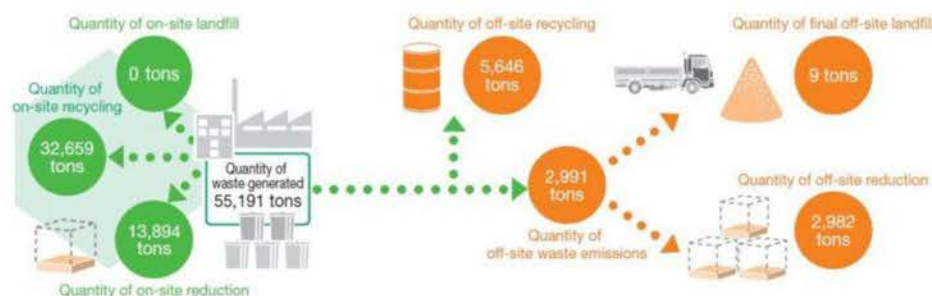 Quantity of on-site landfill
0 tons
Quantity of
on-site recycling
32,659
tons
13,894
tons
Quantity of on-site reduction
Quantity of
waste generated
55,191 tons
Quantity of off-site recycling
5,646
tons
2,991
tons
Quantity of
off-site waste emissions
Quantity of final off-site landfill
9 tons
Quantity of off-site reduction
2,982
tons